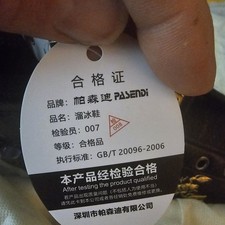 合格证
品牌：帕森迪 PASENDI
品名：溜冰鞋
检验员：007
等级：合格品
执行标准：GB/T 20096-2006
本产品经检验合格
After testing the product qualified
深圳市帕森迪有限公司